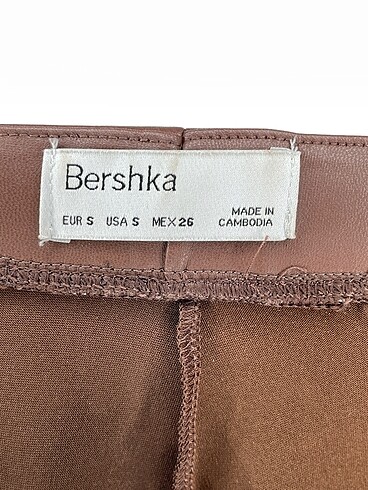 Bershka
EUR S USA S MEX 26 MADE IN
CAMBODIA